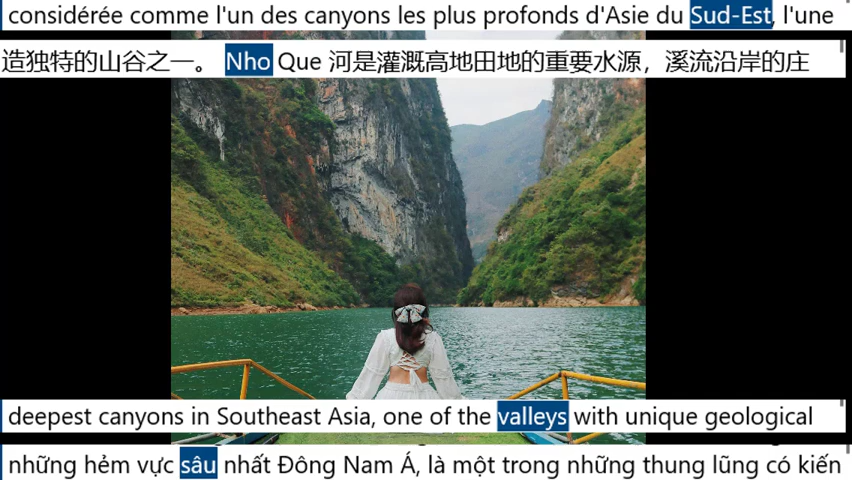 considérée comme l'un des canyons les plus profonds d'Asie du Sud-Est, l'une
造独特的山谷之一。 Nho Que 河是灌溉高地田地的重要水源，溪流沿岸的庄
deepest canyons in Southeast Asia, one of the valleys with unique geological
những hẻm vực sâu nhất Đông Nam Á, là một trong những thung lũng có kiến